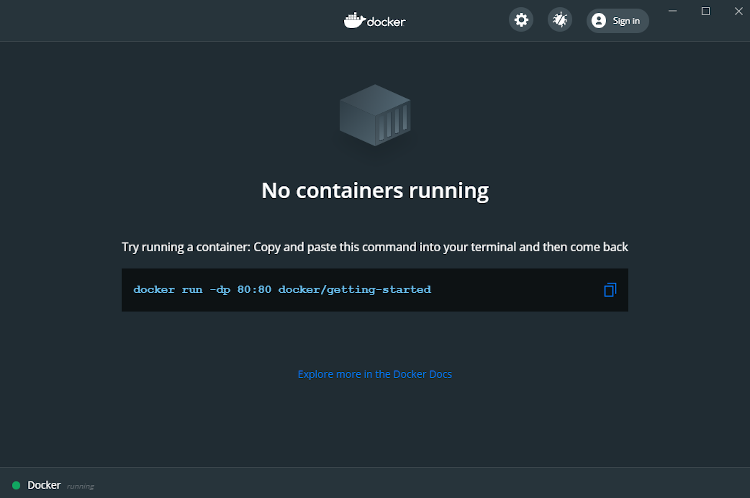 docker
Sign in
No containers running
Try running a container: Copy and paste this command into your terminal and then come back
docker run -dp 80:80 docker/getting-started
Explore more in the Docker Docs
Docker running